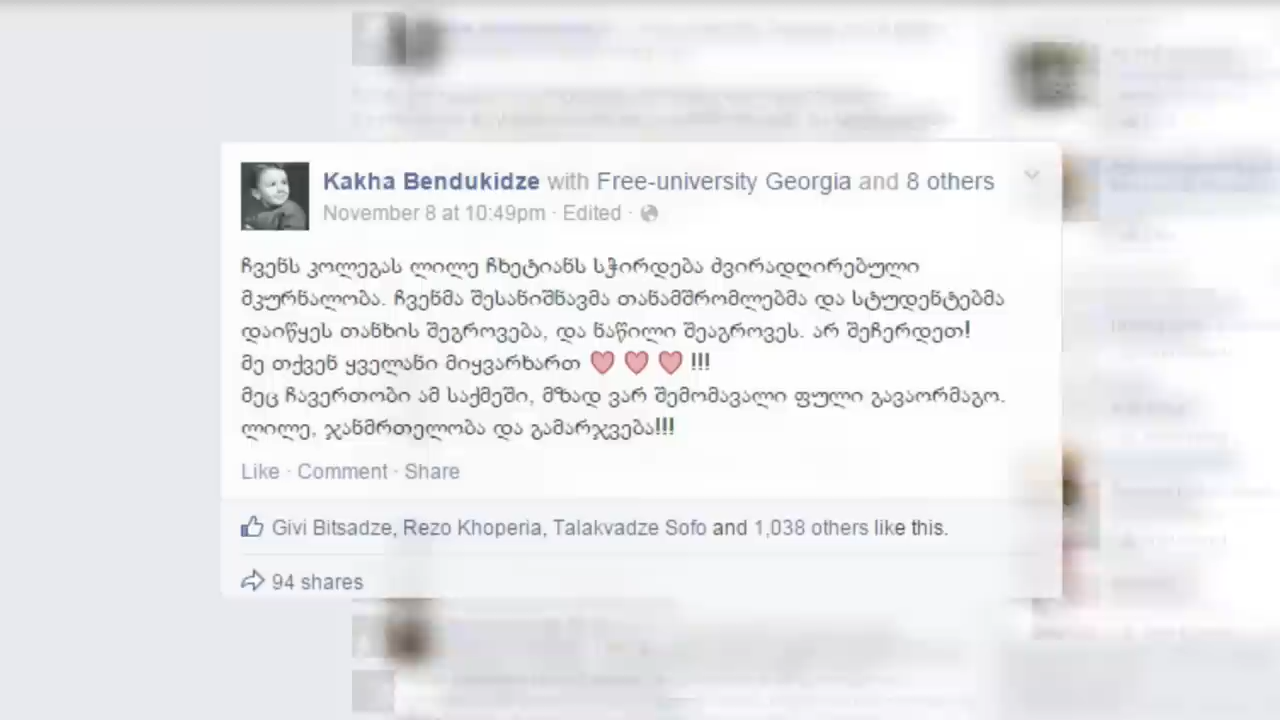 Kakha Bendukidze with Free-university Georgia and 8 others
November 8 at 10:49pm · Edited ·
ჩვენს კოლეგას ლილე ჩხეტიანს სჭირდება ძვირადღირებული
მკურნალობა. ჩვენმა შესანიშნავმა თანამშრომლებმა და სტუდენტებმა
დაიწყეს თანხის შეგროვება, და ნაწილი შეაგროვეს. არ შეჩერდეთ!
მე თქვენ ყველანი მიყვარხართ ♥ ♥ ♥ !!!
მეც ჩავერთობი ამ საქმეში, მზად ვარ შემომავალი ფული გავაორმაგო.
ლილე, ჯანმრთელობა და გამარჯვება!!!
Like · Comment · Share
Givi Bitsadze, Rezo Khoperia, Talakvadze Sofo and 1,038 others like this.
94 shares